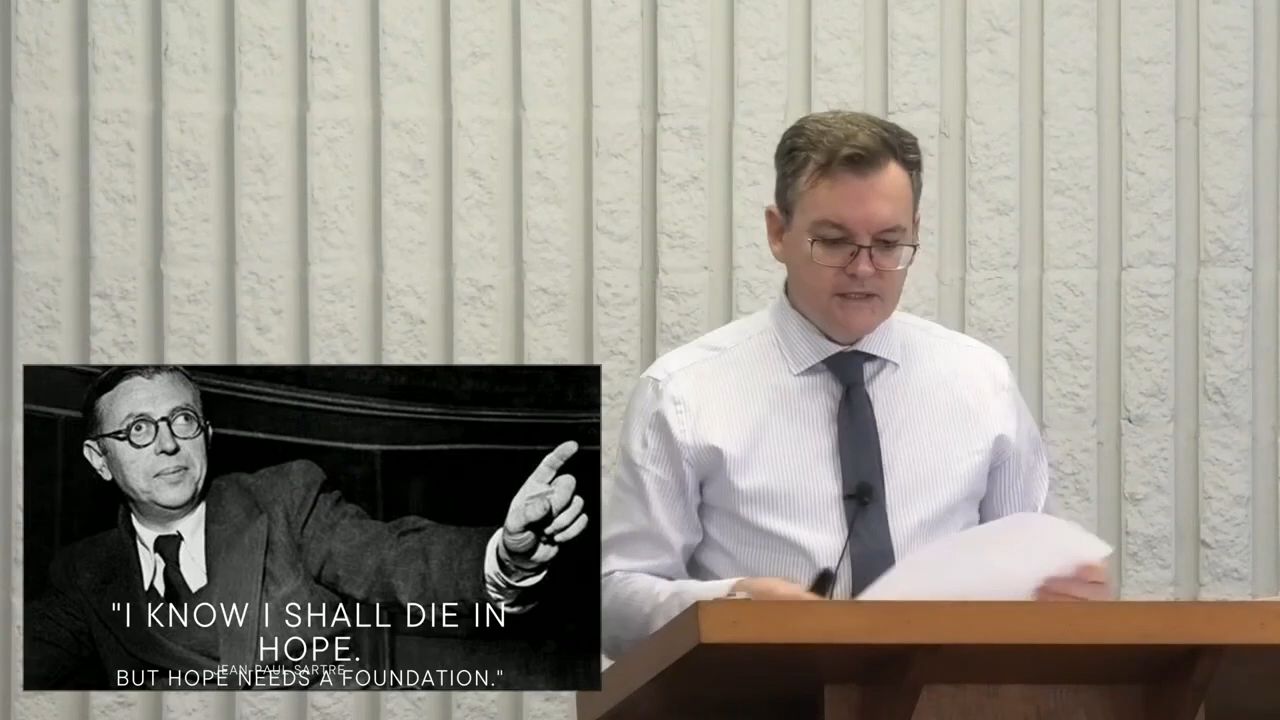 "I KNOW I SHALL DIE IN
HOPE.
JEAN-PAUL SARTRE
BUT HOPE NEEDS A FOUNDATION."